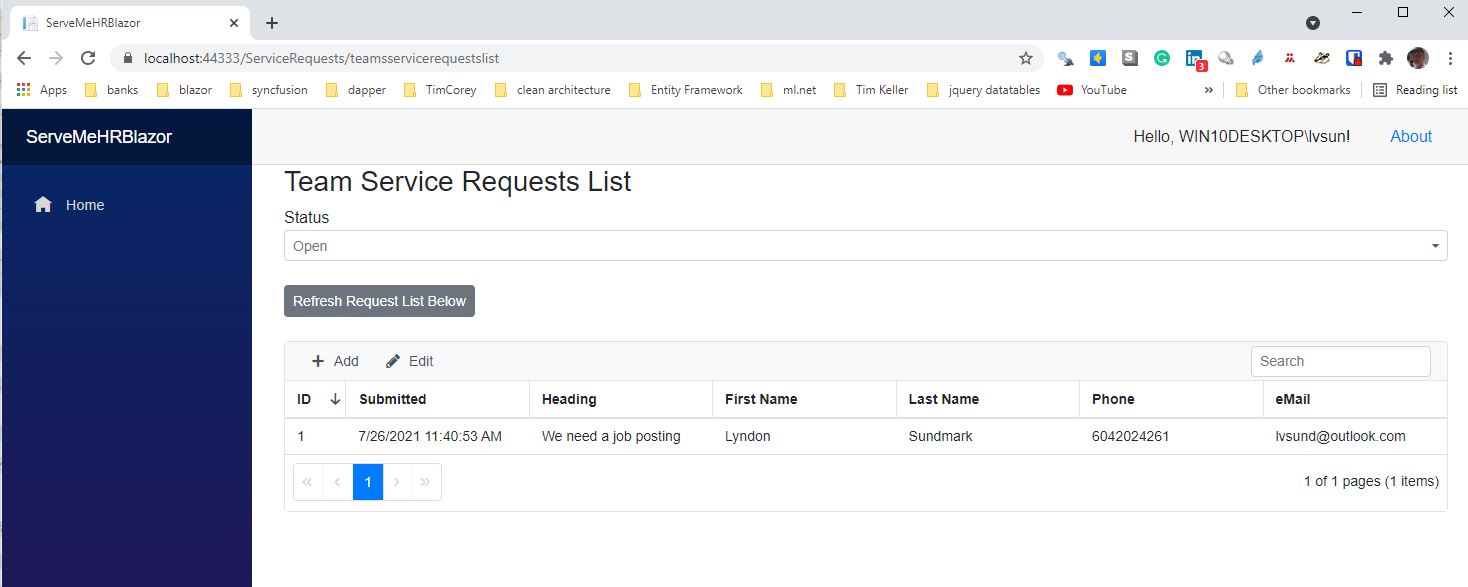 ServeMeHRBlazor
localhost:44333/ServiceRequests/teamsservicerequestslist
3
Apps banks blazor syncfusion dapper TimCorey clean architecture Entity Framework ml.net Tim Keller jquery datatables YouTube » Other bookmarks Reading list
ServeMeHRBlazor Hello, WIN10DESKTOP\lvsun! About
Home
Team Service Requests List
Status
Open
Refresh Request List Below
Add Edit Search
ID Submitted Heading First Name Last Name Phone eMail
1 7/26/2021 11:40:53 AM We need a job posting Lyndon Sundmark 6042024261 lvsund@outlook.com
1 1 of 1 pages (1 items)